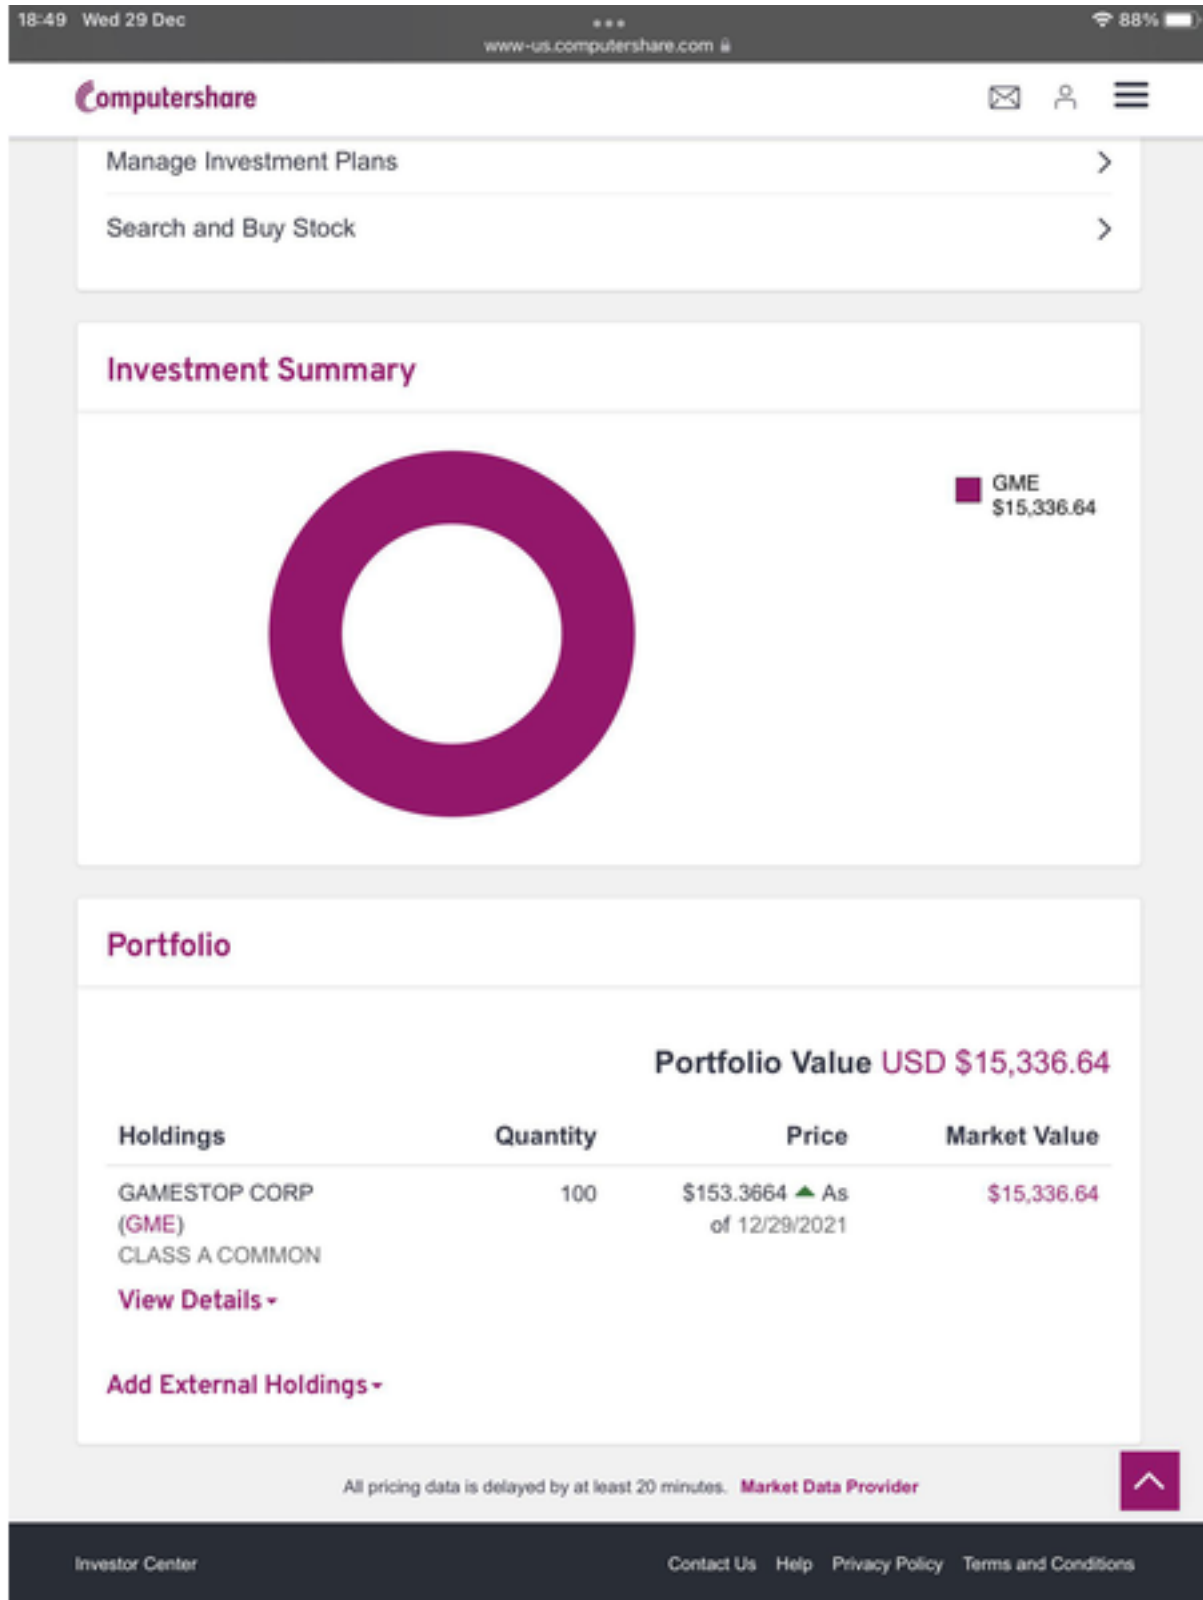 18:49 Wed 29 Dec
88%
www-us.computershare.com
Computershare
Manage Investment Plans
Search and Buy Stock
Investment Summary
GME
$15,336.64
Portfolio
Portfolio Value USD $15,336.64
Holdings Quantity Price Market Value
GAMESTOP CORP 100 $153.3664 As $15,336.64
(GME) of 12/29/2021
CLASS A COMMON
View Details
Add External Holdings
All pricing data is delayed by at least 20 minutes. Market Data Provider
Investor Center Contact Us Help Privacy Policy Terms and Conditions